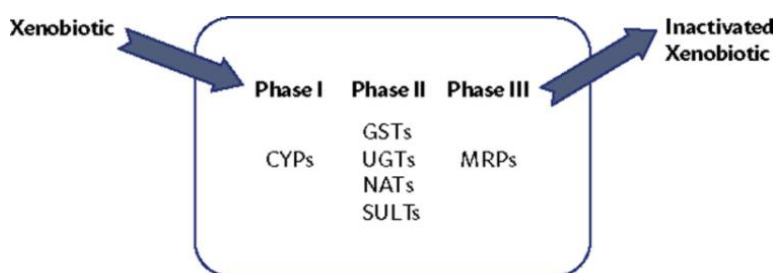 Xenobiotic
Inactivated
Xenobiotic
Phase I Phase II Phase III
GSTs
CYPs UGTs MRPs
NATs
SULTs